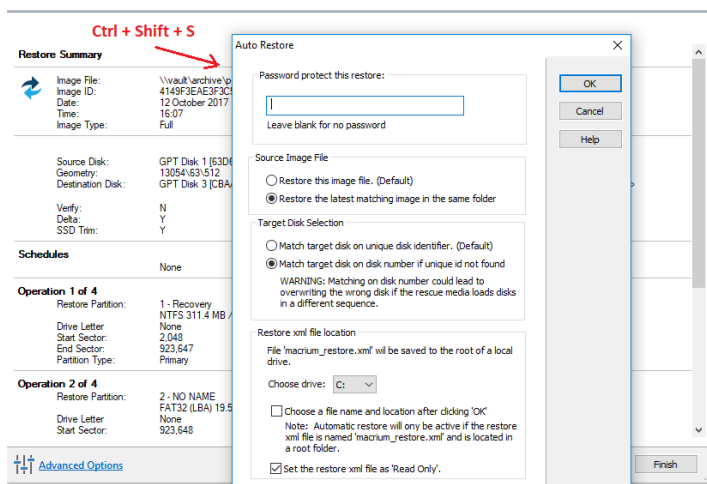 Ctrl + Shift + S
Restore Summary
Image File: \\vault\archive\p
Image ID: 4149F3EAE3F3C
Date: 12 October 2017
Time: 16:07
Image Type: Full
Source Disk: GPT Disk 1 [63D6
Geometry: 13054\63\512
Destination Disk: GPT Disk 3 [CBA
Verify: N
Delta: Y
SSD Trim: Y
Schedules
None
Operation 1 of 4
Restore Partition: 1 - Recovery
NTFS 311.4 MB /
Drive Letter None
Start Sector: 2,048
End Sector: 923,647
Partition Type: Primary
Operation 2 of 4
Restore Partition: 2 - NO NAME
FAT32 (LBA) 19.5
Drive Letter None
Start Sector: 923,648
Advanced Options
Auto Restore
Password protect this restore:
Leave blank for no password
Source Image File
Restore this image file. (Default)
Restore the latest matching image in the same folder
Target Disk Selection
Match target disk on unique disk identifier. (Default)
Match target disk on disk number if unique id not found
WARNING: Matching on disk number could lead to
overwriting the wrong disk if the rescue media loads disks
in a different sequence.
Restore xml file location
File 'macrium_restore.xml' wil be saved to the root of a local
drive.
Choose drive: C:
Choose a file name and location after clicking 'OK'
Note: Automatic restore will ony be active if the restore
xml file is named 'macrium_restore.xml' and is located in
a root folder.
Set the restore xml file as 'Read Only'.
OK
Cancel
Help
Finish